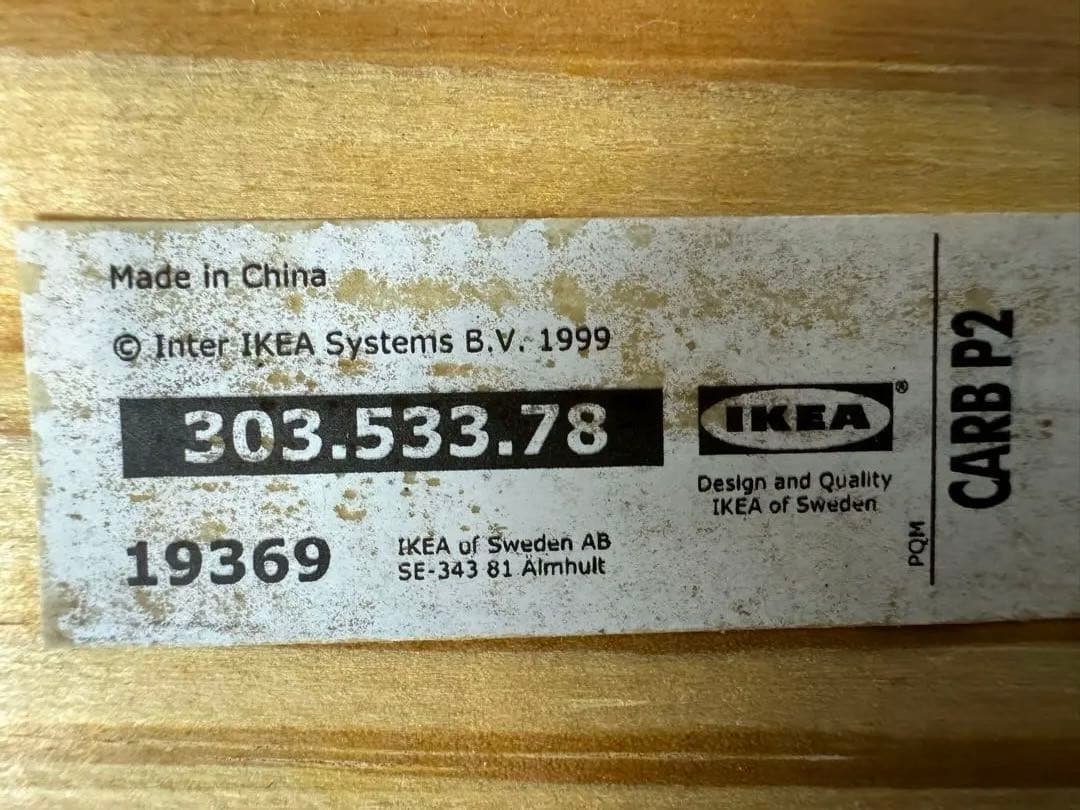 Made in China
© Inter IKEA Systems B.V. 1999
303.533.78
IKEA®
Design and Quality
IKEA of Sweden
19369
IKEA of Sweden AB
SE-343 81 Älmhult
PQM
CARB P2